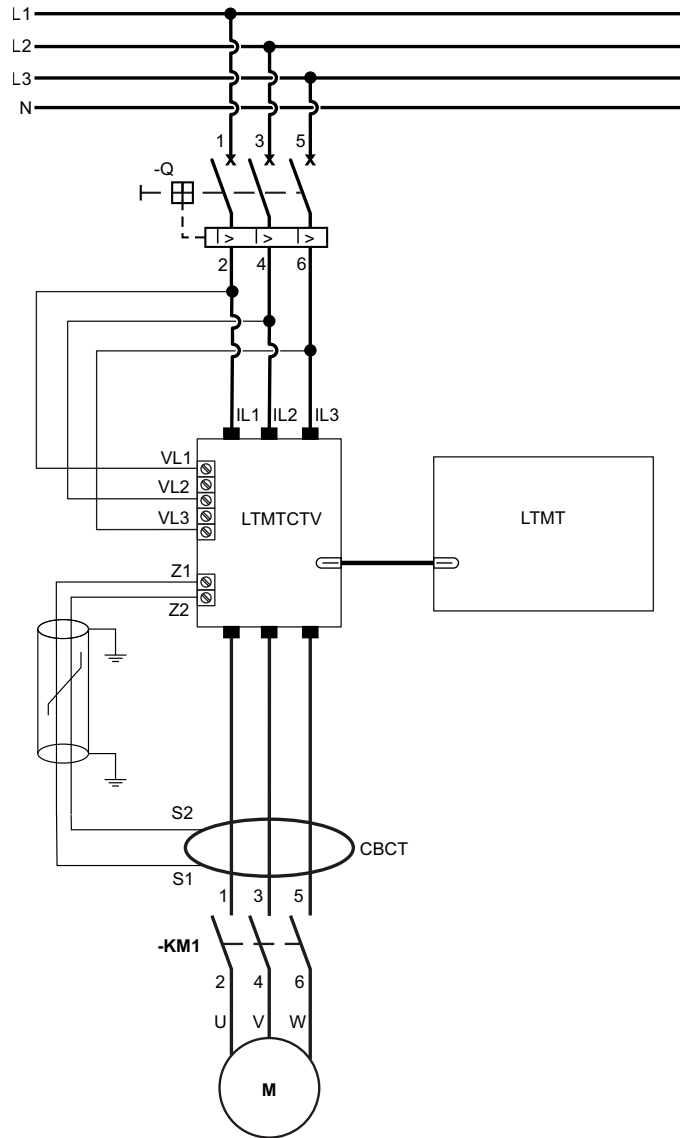 L1
L2
L3
N
1 3 5
-Q
I> I> I>
2 4 6
IL1 IL2 IL3
VL1
VL2
VL3
LTMTCTV
LTMT
Z1
Z2
S2
CBCT
S1
1 3 5
-KM1
2 4 6
U V W
M